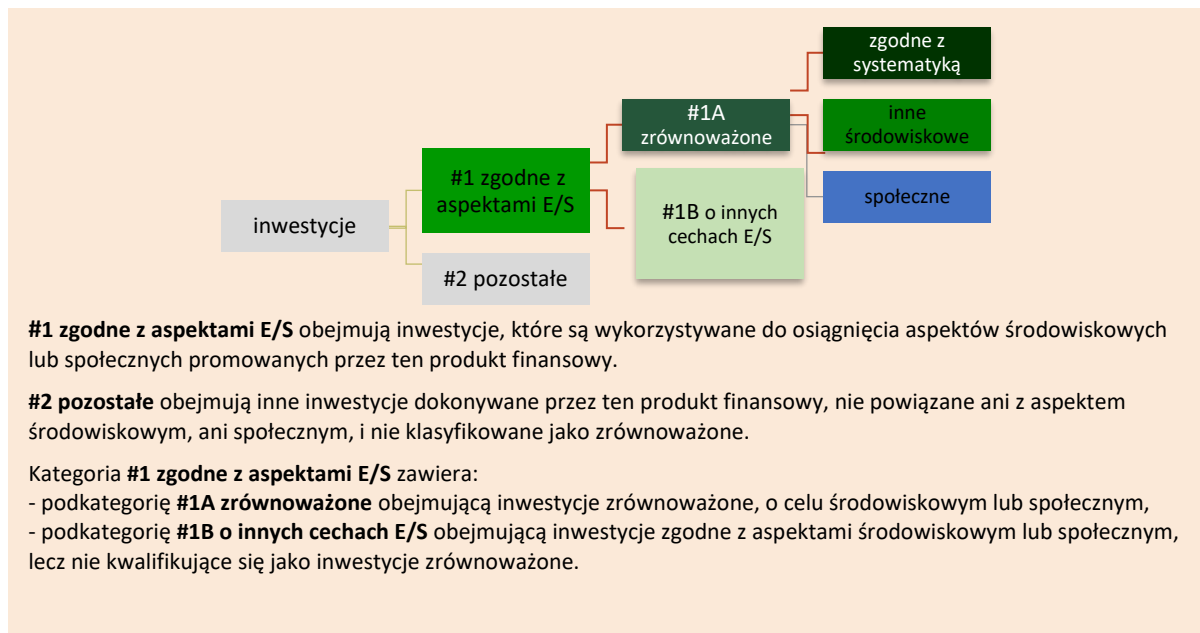 zgodne z
systematyką
#1A
zrównoważone
inne
środowiskowe
#1 zgodne z
aspektami E/S
społeczne
#1B o innych
cechach E/S
inwestycje
#2 pozostałe
#1 zgodne z aspektami E/S obejmują inwestycje, które są wykorzystywane do osiągnięcia aspektów środowiskowych
lub społecznych promowanych przez ten produkt finansowy.
#2 pozostałe obejmują inne inwestycje dokonywane przez ten produkt finansowy, nie powiązane ani z aspektem
środowiskowym, ani społecznym, i nie klasyfikowane jako zrównoważone.
Kategoria #1 zgodne z aspektami E/S zawiera:
- podkategorię #1A zrównoważone obejmującą inwestycje zrównoważone, o celu środowiskowym lub społecznym,
- podkategorię #1B o innych cechach E/S obejmującą inwestycje zgodne z aspektami środowiskowym lub społecznym,
lecz nie kwalifikujące się jako inwestycje zrównoważone.